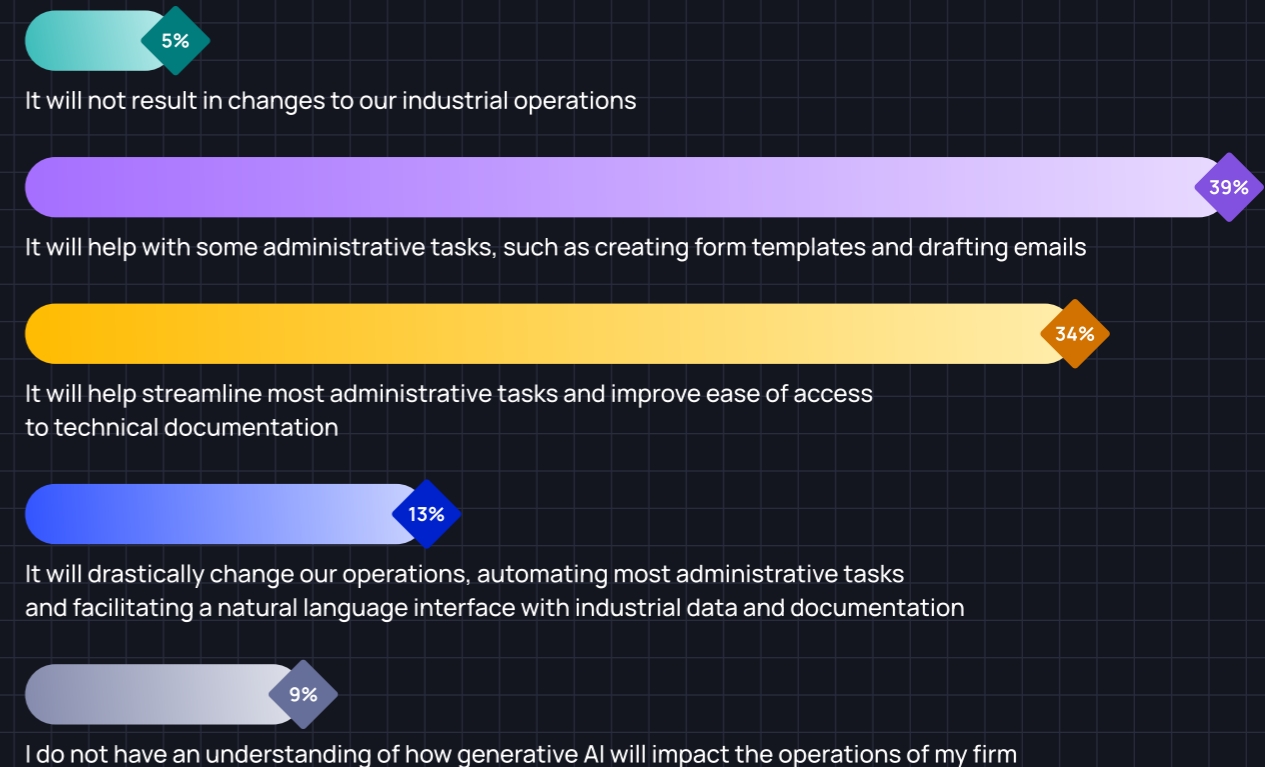 5%
It will not result in changes to our industrial operations
39%
It will help with some administrative tasks, such as creating form templates and drafting emails
34%
It will help streamline most administrative tasks and improve ease of access
to technical documentation
13%
It will drastically change our operations, automating most administrative tasks
and facilitating a natural language interface with industrial data and documentation
9%
I do not have an understanding of how generative AI will impact the operations of my firm